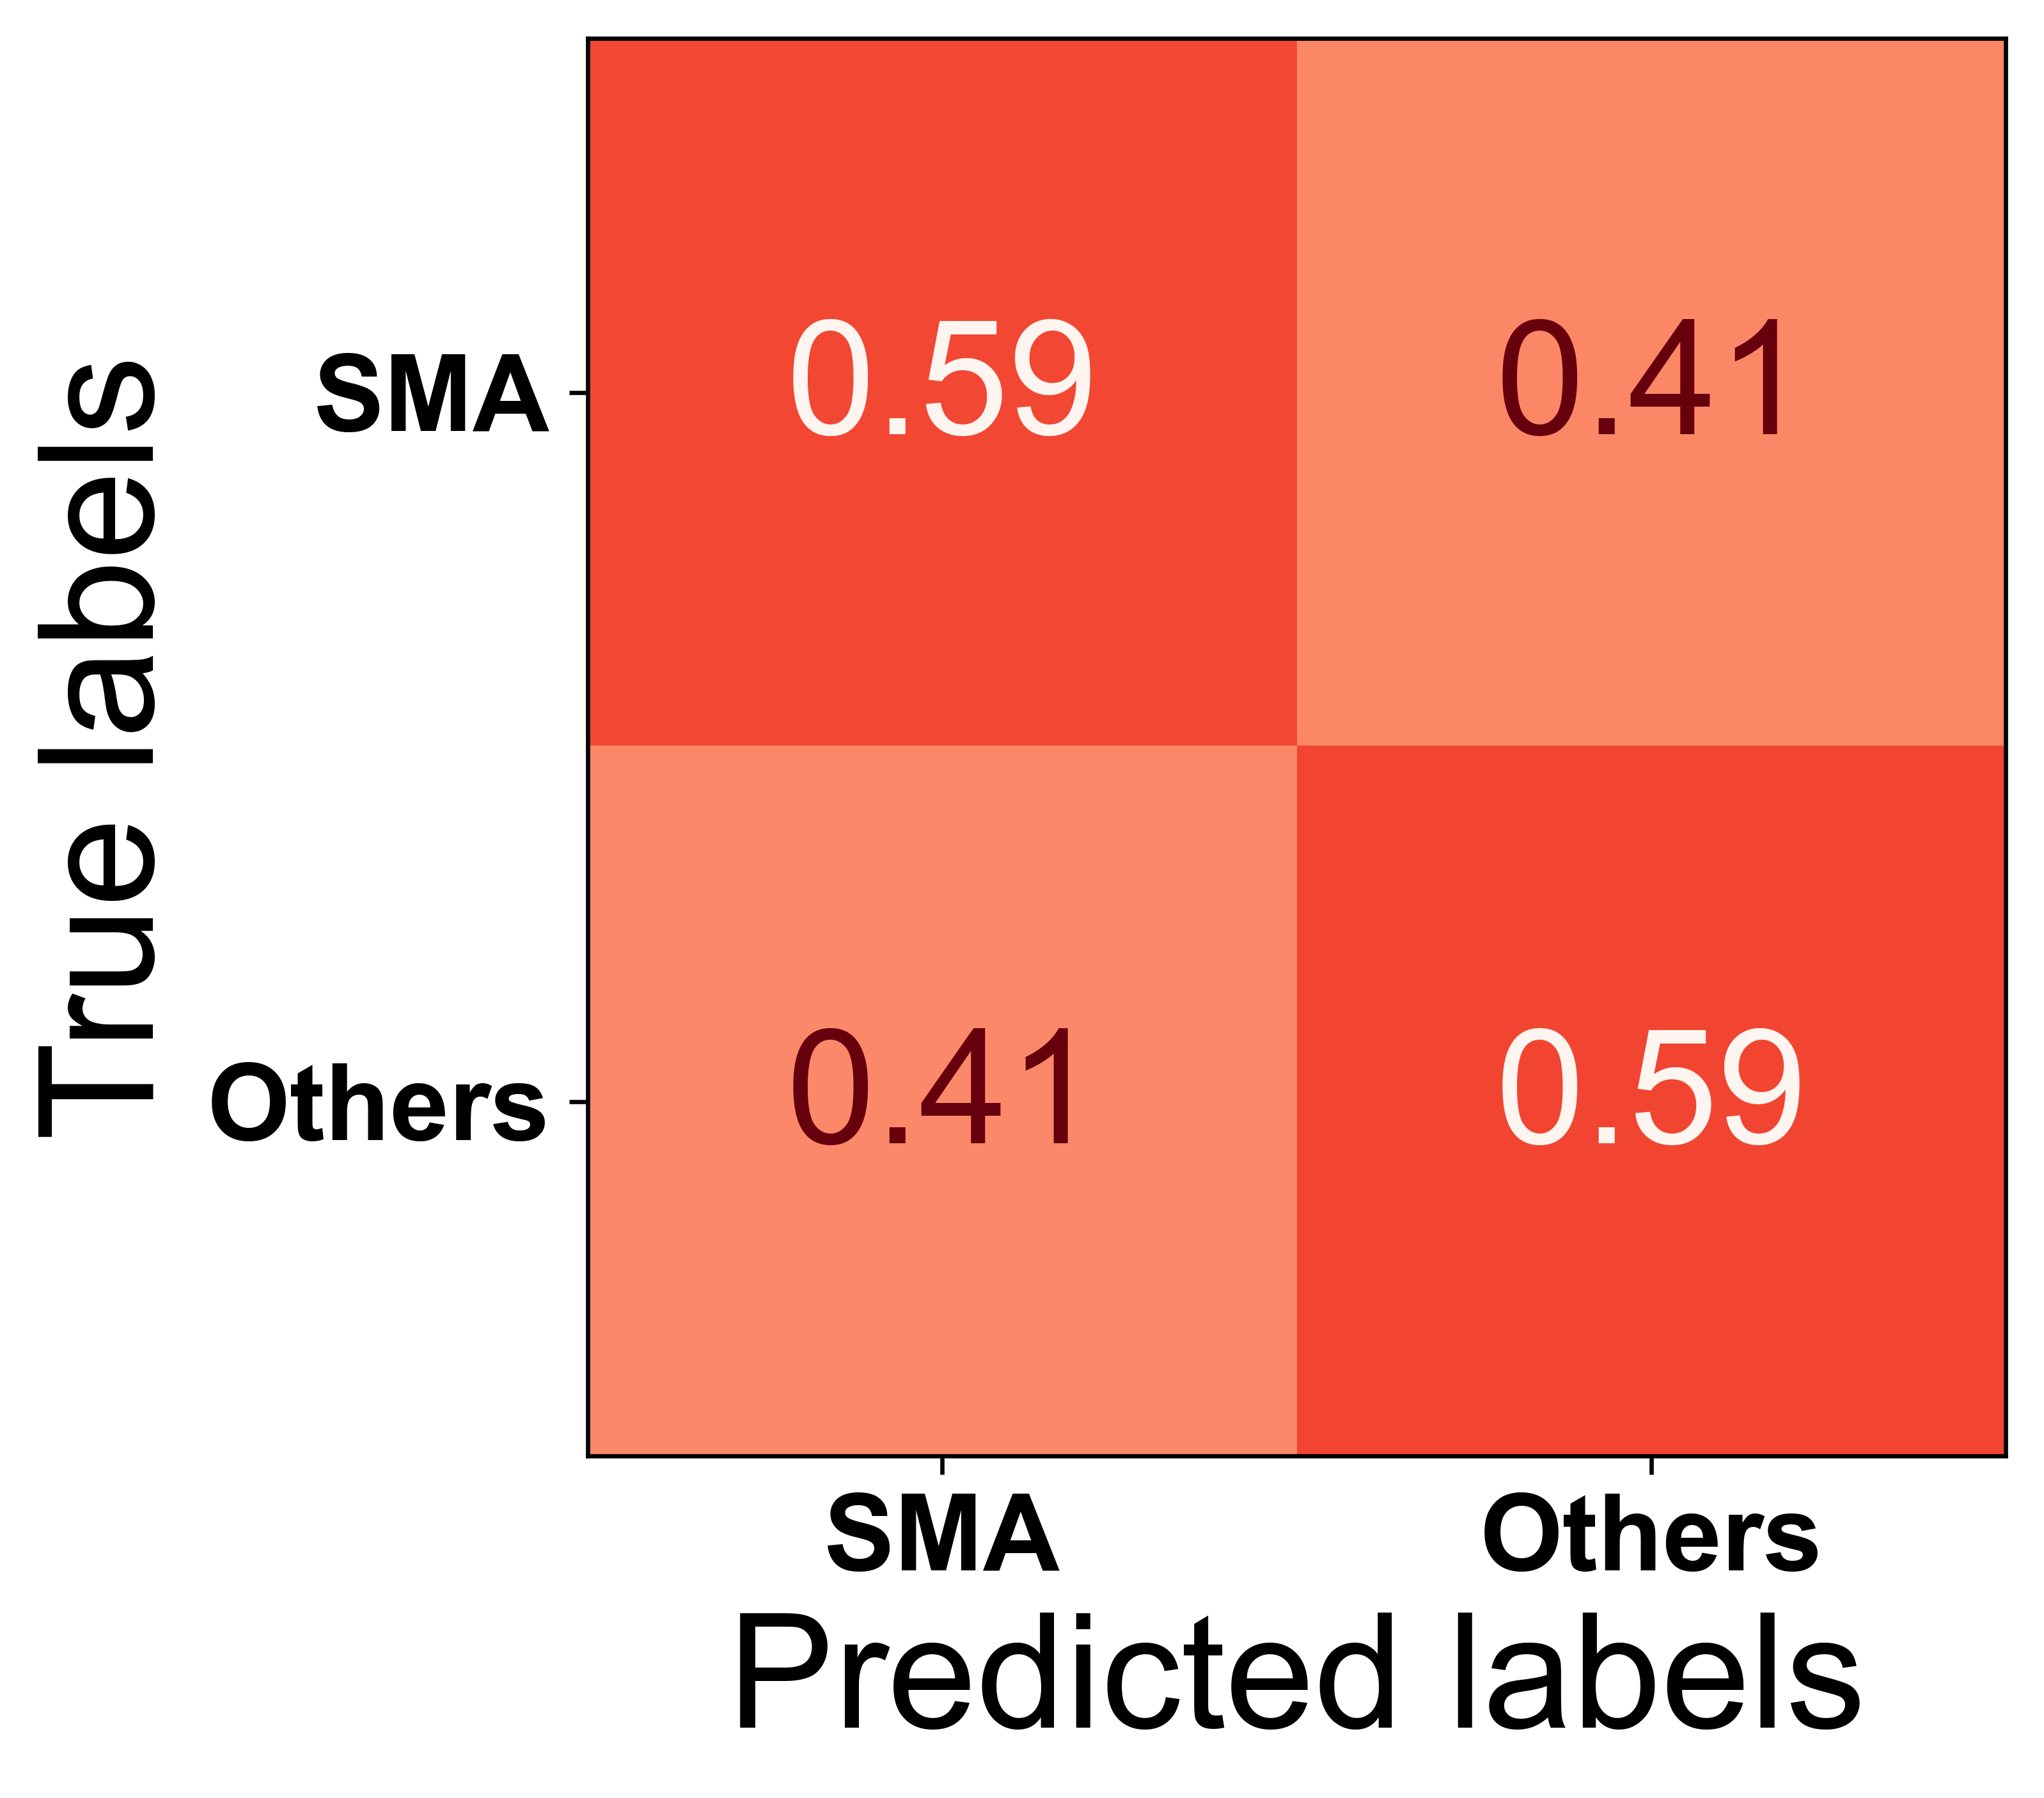 True labels
SMA
0.59 0.41
Others
0.41 0.59
SMA Others
Predicted labels